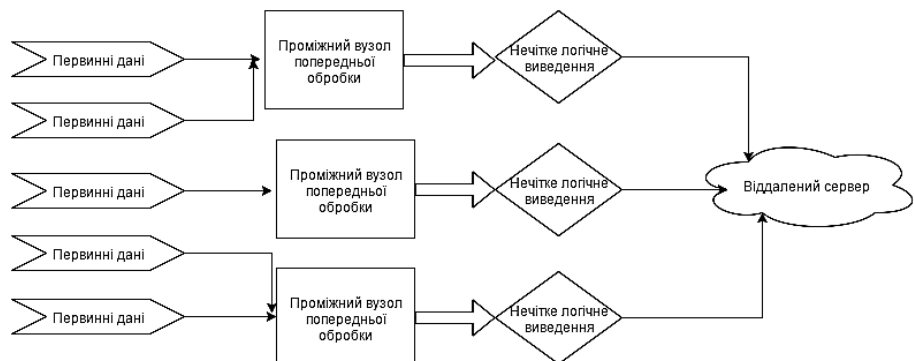 Первинні дані
Первинні дані
Проміжний вузол
попередньої
обробки
Нечітке логічне
виведення
Первинні дані
Проміжний вузол
попередньої
обробки
Нечітке логічне
виведення
Віддалений сервер
Первинні дані
Первинні дані
Проміжний вузол
попередньої
обробки
Нечітке логічне
виведення